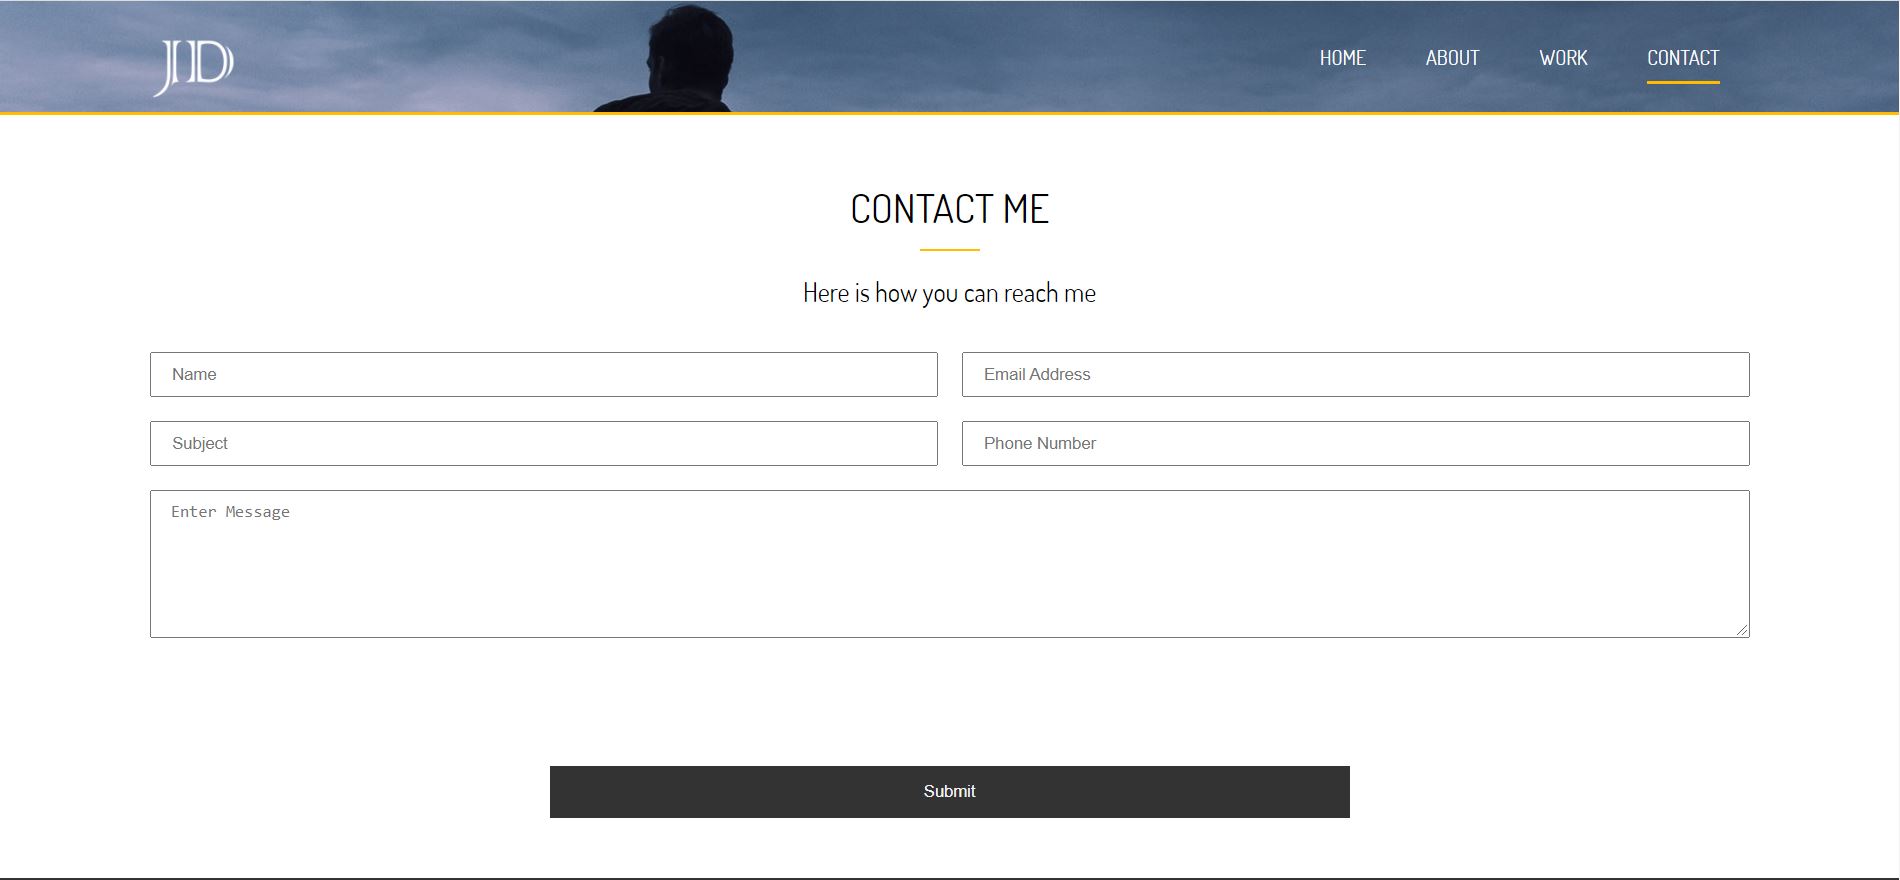 JD
HOME ABOUT WORK CONTACT
CONTACT ME
Here is how you can reach me
Name Email Address
Subject Phone Number
Enter Message
Submit